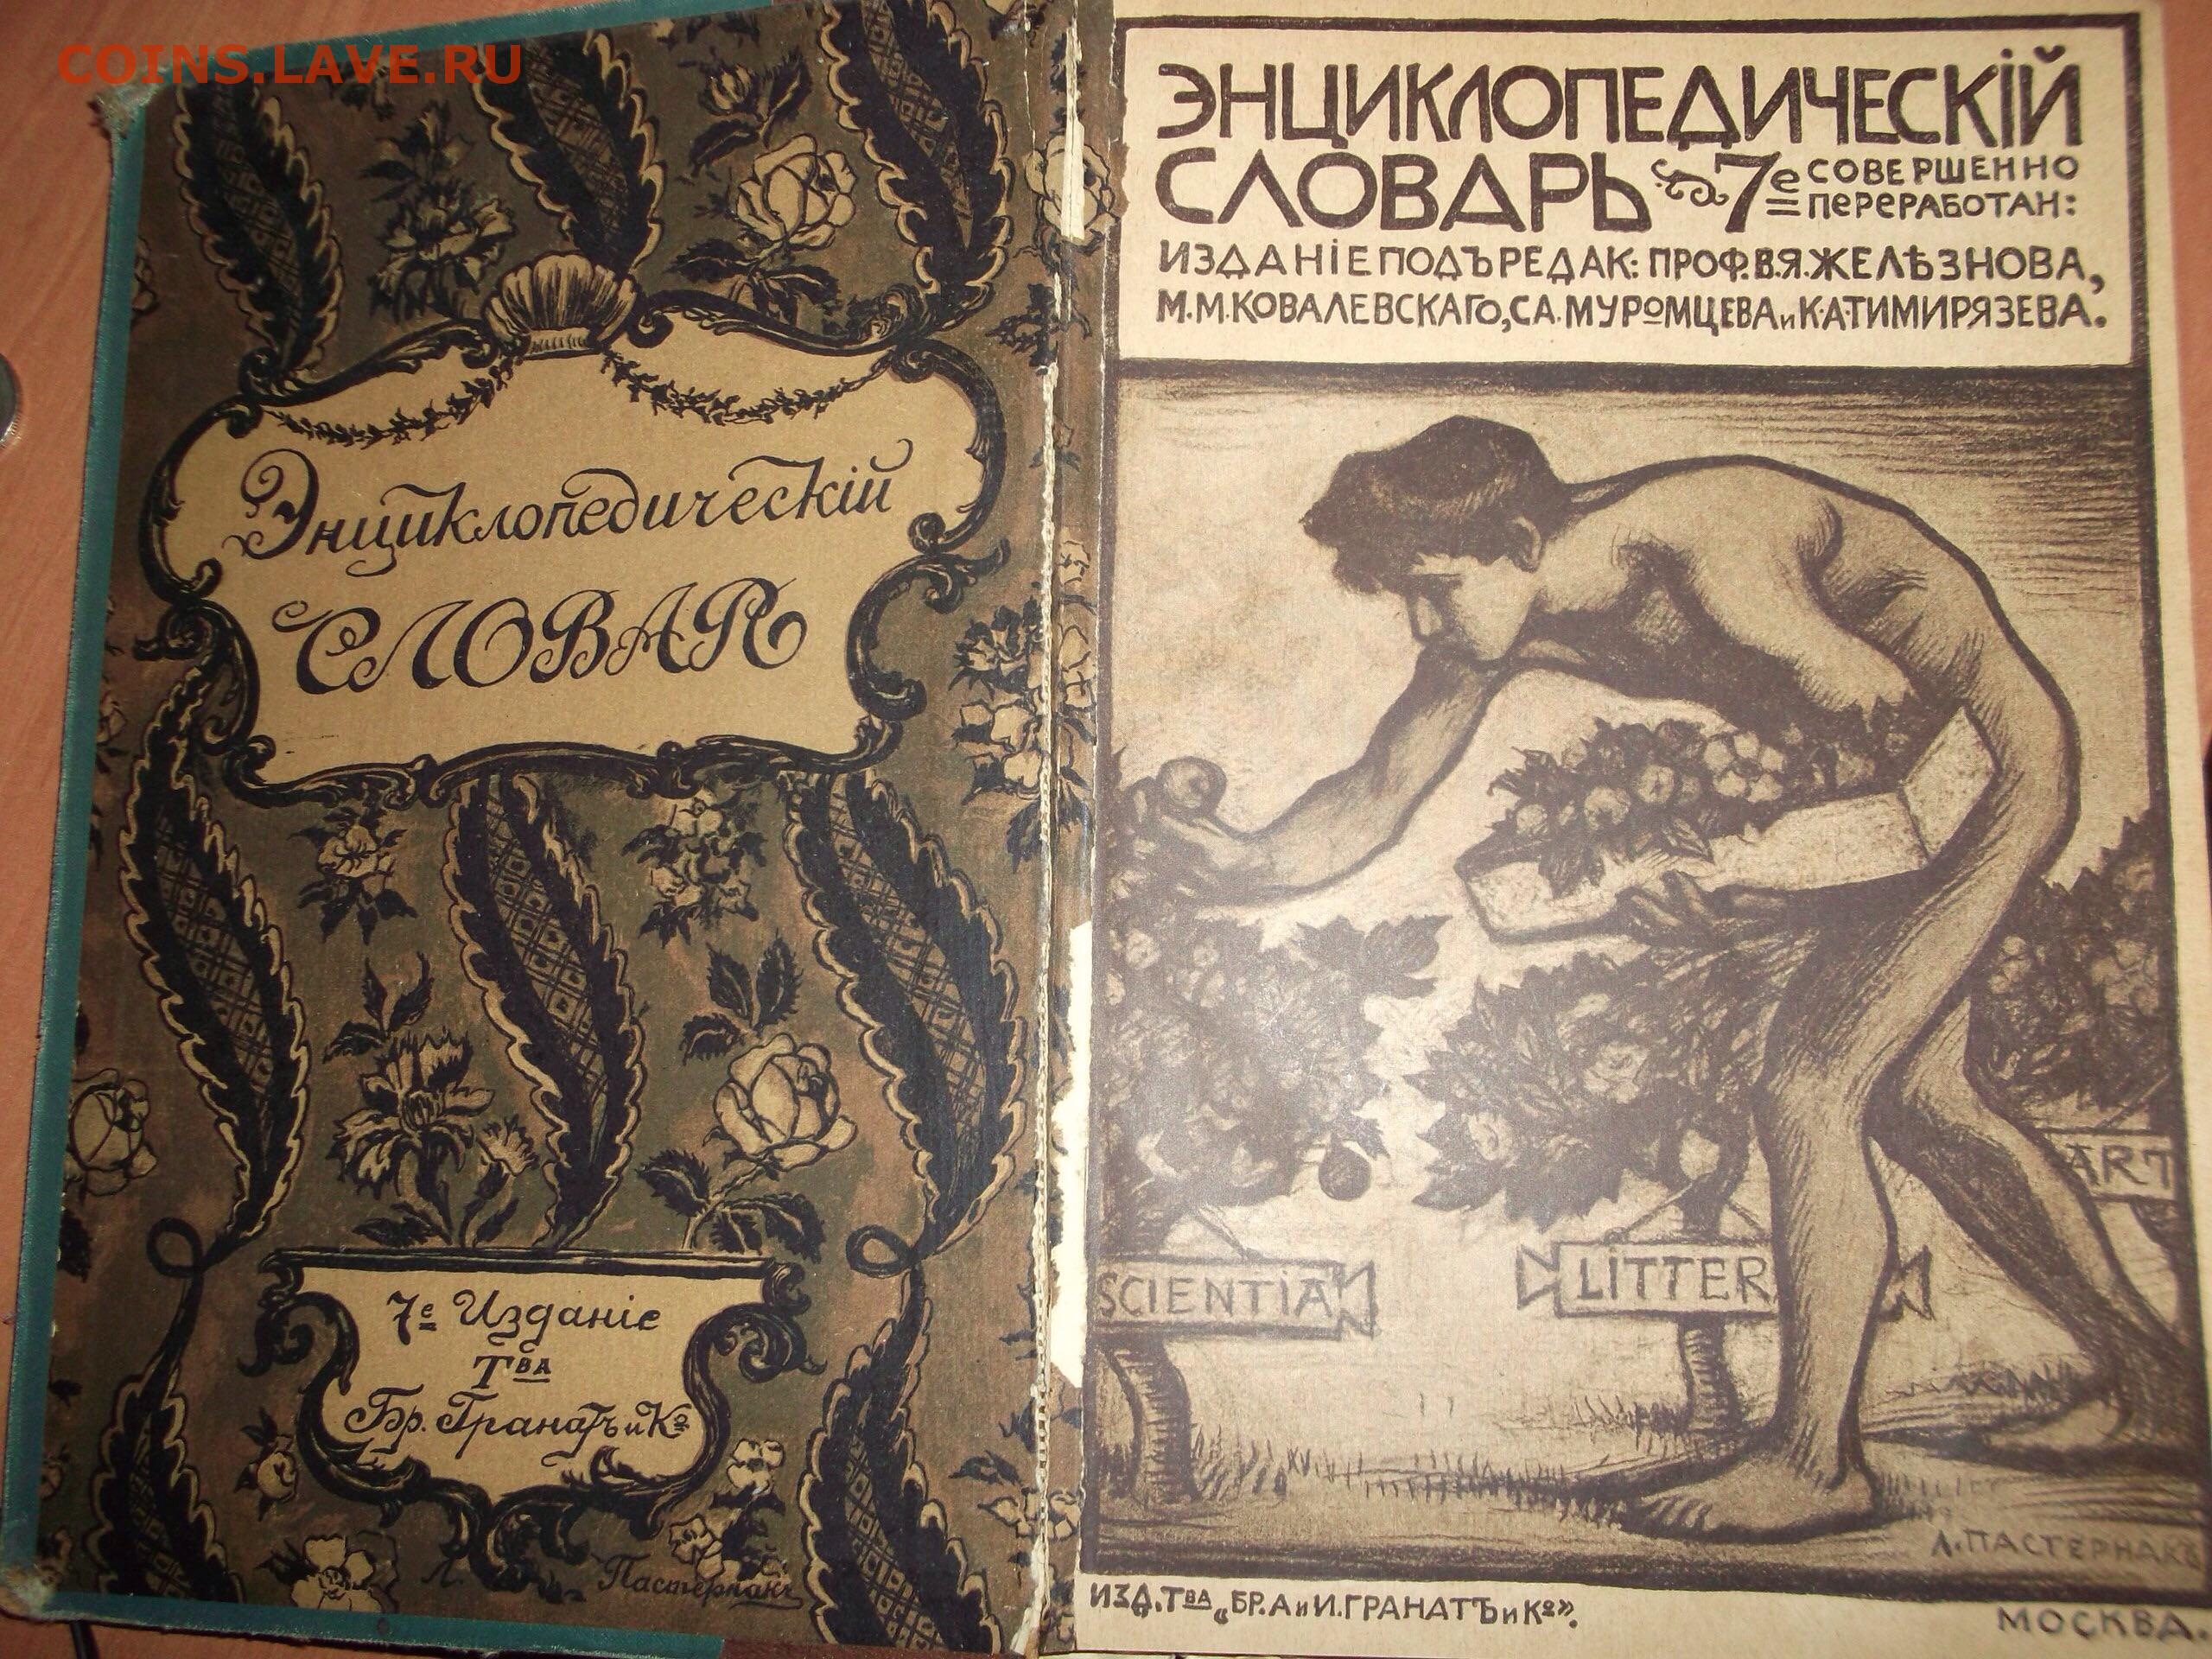 COINS.LAVE.RU
Энциклопедическій
СЛОВАРЬ
7е Изданіе
Тва
Бр. Гранатъ и Ко
Л. Пастернакъ
ЭНЦИКЛОПЕДИЧЕСКІЙ
СЛОВАРЬ 7е СОВЕРШЕННО
ПЕРЕРАБОТАН:
ИЗДАНІЕ ПОДЪ РЕДАК: ПРОФ. В.Я. ЖЕЛѢЗНОВА,
М.М. КОВАЛЕВСКАГО, С.А. МУРОМЦЕВА и К.А. ТИМИРЯЗЕВА.
ART
SCIENTIA
LITTER
Л. ПАСТЕРНАКЪ
ИЗД. Тва „БР. А и И. ГРАНАТЪ и Ко".
МОСКВА.